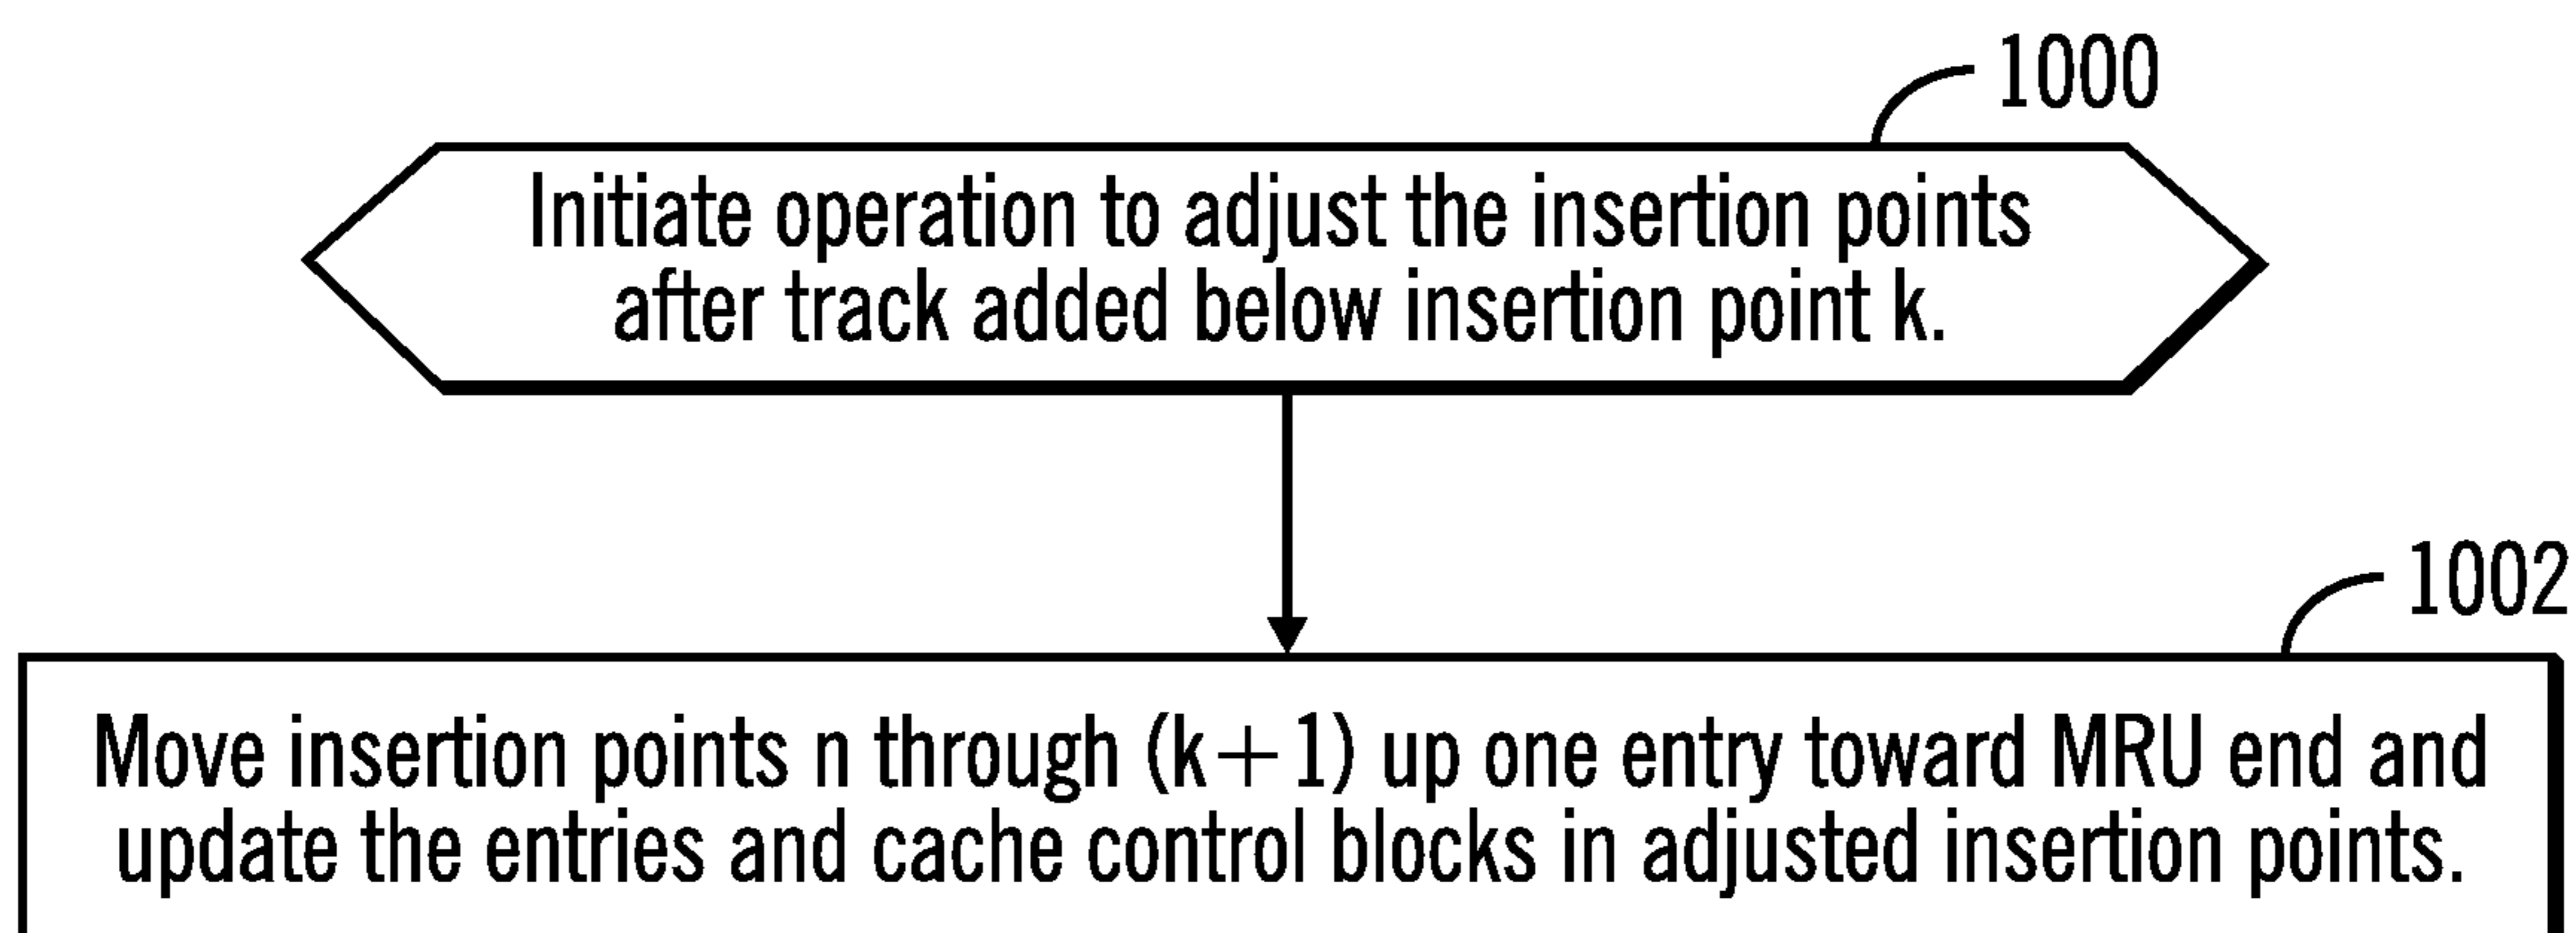 1000
Initiate operation to adjust the insertion points
after track added below insertion point k.
1002
Move insertion points n through (k+1) up one entry toward MRU end and
update the entries and cache control blocks in adjusted insertion points.